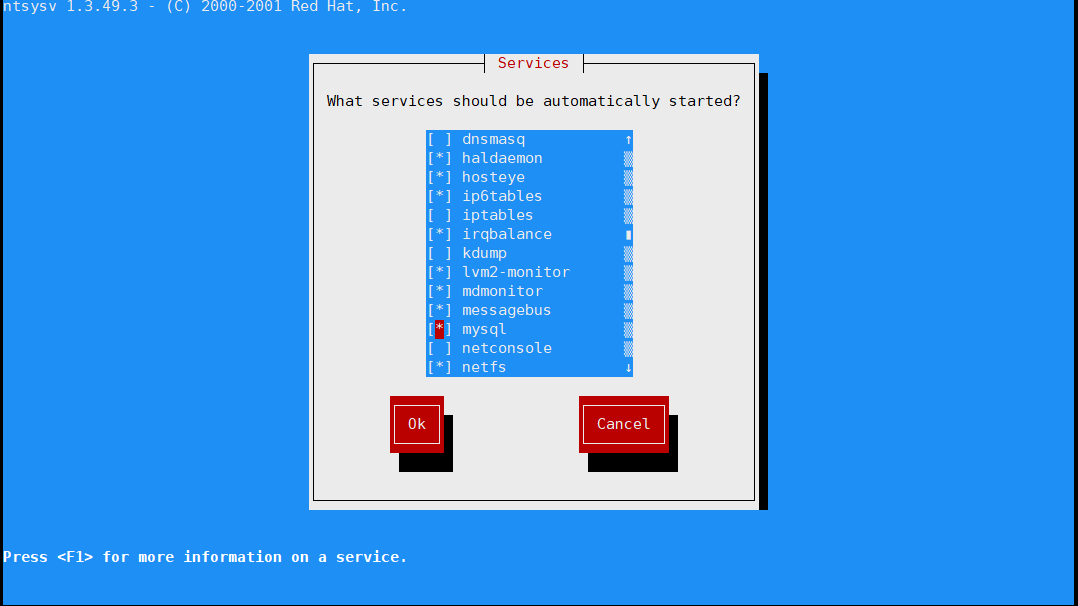 ntsysv 1.3.49.3 - (C) 2000-2001 Red Hat, Inc.
Services
What services should be automatically started?
[ ] dnsmasq ↑
[*] haldaemon
[*] hosteye
[*] ip6tables
[ ] iptables
[*] irqbalance
[ ] kdump
[*] lvm2-monitor
[*] mdmonitor
[*] messagebus
[*] mysql
[ ] netconsole
[*] netfs ↓
Ok Cancel
Press <F1> for more information on a service.